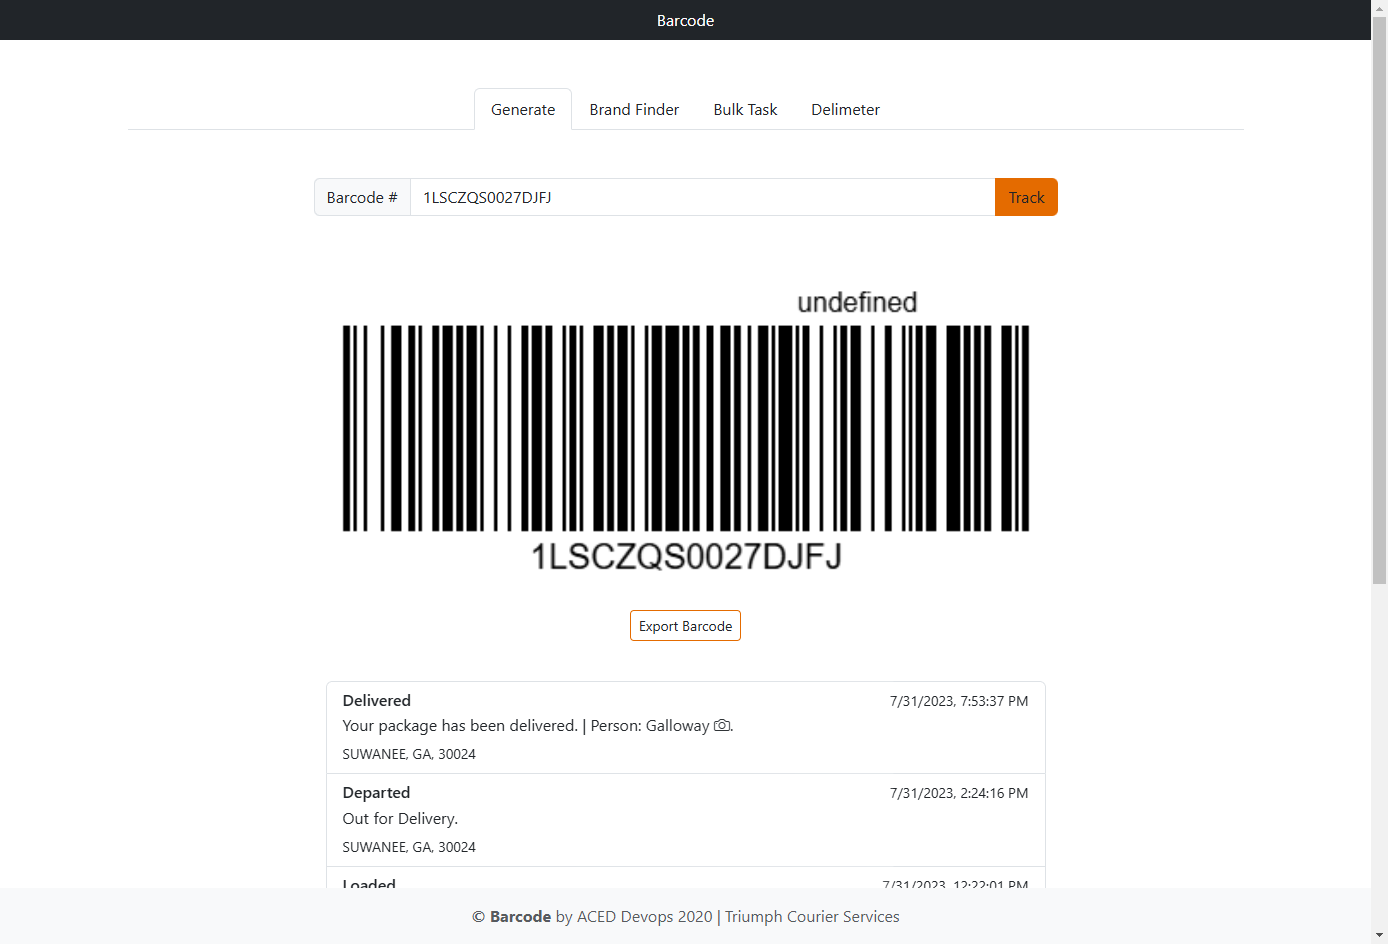 Barcode
Generate Brand Finder Bulk Task Delimeter
Barcode # 1LSCZQS0027DJFJ Track
undefined
1LSCZQS0027DJFJ
Export Barcode
Delivered 7/31/2023, 7:53:37 PM
Your package has been delivered. | Person: Galloway .
SUWANEE, GA, 30024
Departed 7/31/2023, 2:24:16 PM
Out for Delivery.
SUWANEE, GA, 30024
Loaded 7/31/2023, 12:22:01 PM
© Barcode by ACED Devops 2020 | Triumph Courier Services